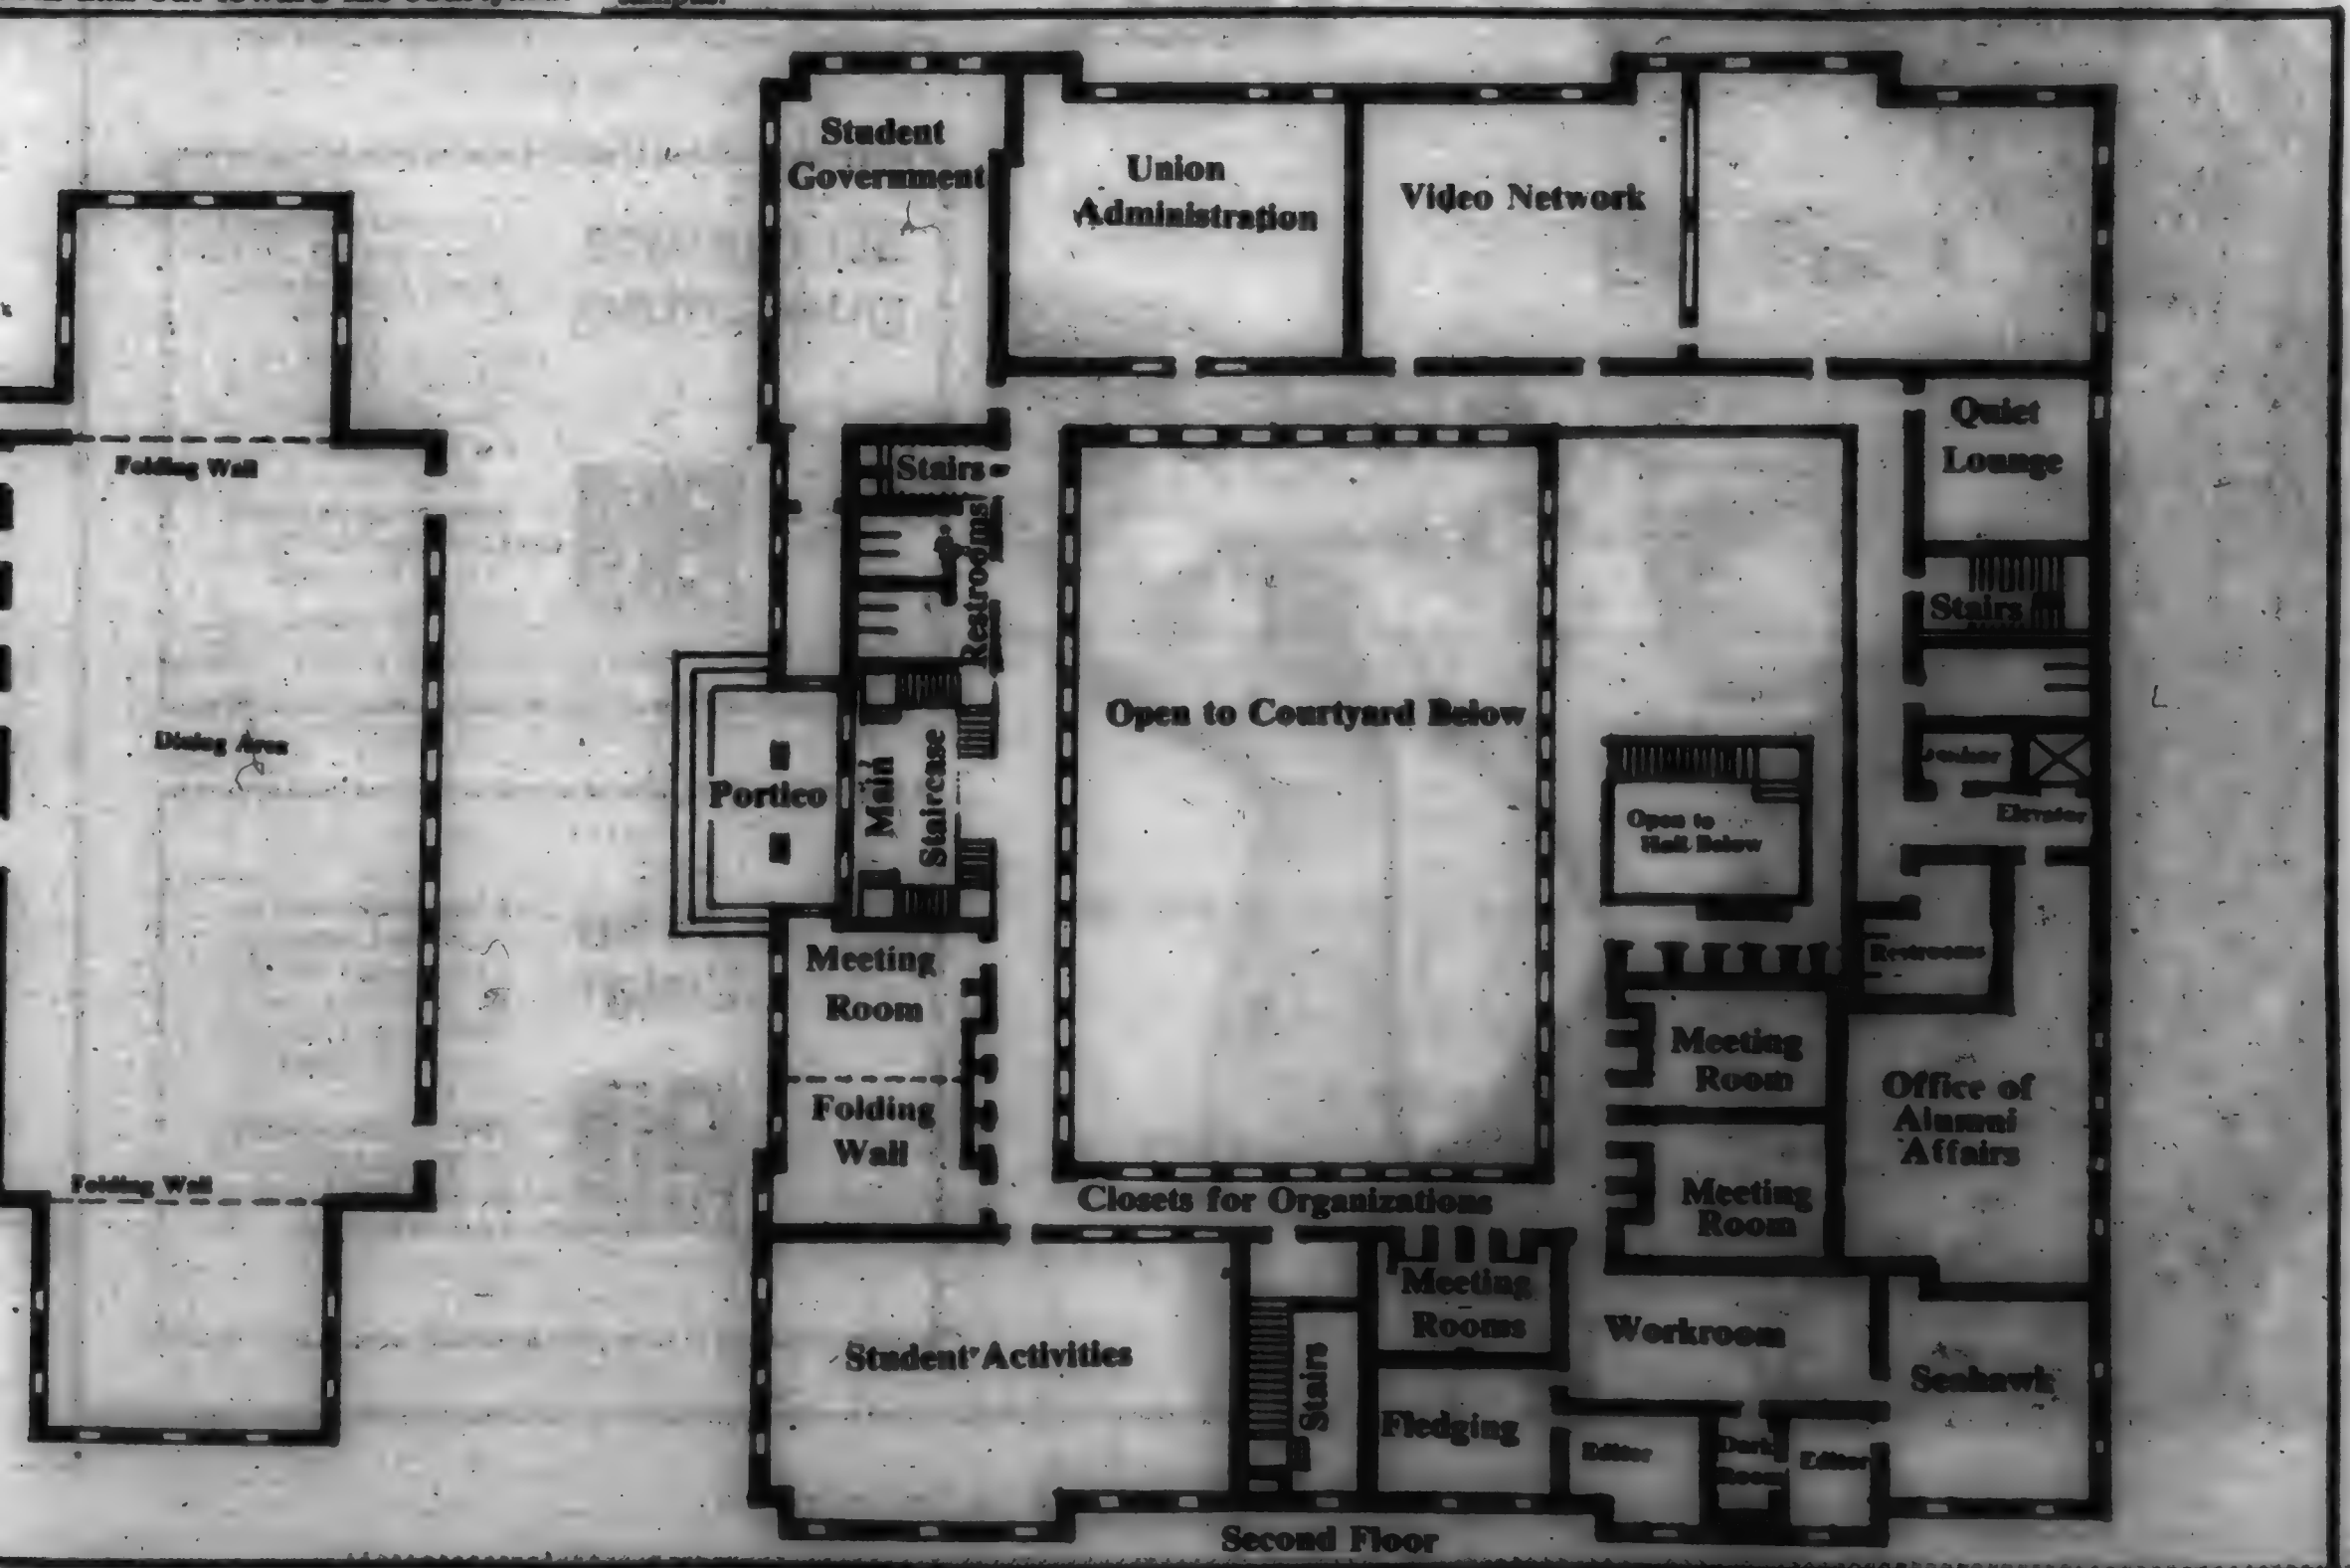 campus.
Student
Government
Union
Administration
Video Network
Quiet
Lounge
Folding Wall
Stairs
Restrooms
Stairs
Dining Area
Open to Courtyard Below
Portico
Main
Staircase
Open to
Hall Below
Elevator
Meeting
Room
Restrooms
Meeting
Room
Office of
Alumni
Affairs
Folding
Wall
Folding Wall
Closets for Organizations
Meeting
Room
Meeting
Rooms
Workroom
Student Activities
Stairs
Seahawk
Fledging
Editor
Dark
Room
Editor
Second Floor